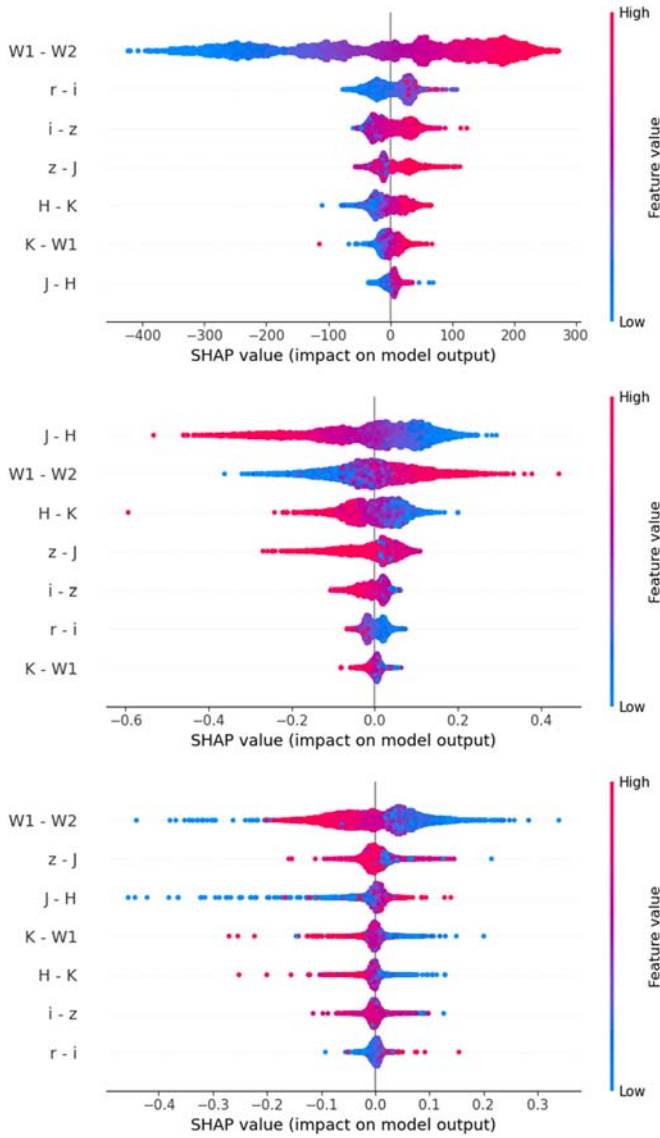 High
W1 - W2
r - i
i - z
z - J
H - K
K - W1
J - H
Feature value
Low
−400 −300 −200 −100 0 100 200 300
SHAP value (impact on model output)
High
J - H
W1 - W2
H - K
z - J
i - z
r - i
K - W1
Feature value
Low
−0.6 −0.4 −0.2 0.0 0.2 0.4
SHAP value (impact on model output)
High
W1 - W2
z - J
J - H
K - W1
H - K
i - z
r - i
Feature value
Low
−0.4 −0.3 −0.2 −0.1 0.0 0.1 0.2 0.3
SHAP value (impact on model output)